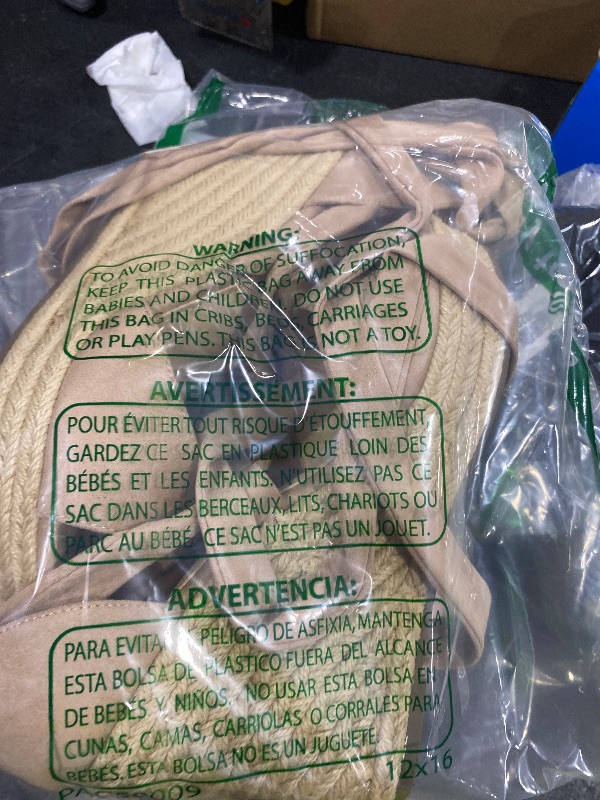 WARNING:
TO AVOID DANGER OF SUFFOCATION,
KEEP THIS PLASTIC BAG AWAY FROM
BABIES AND CHILDREN. DO NOT USE
THIS BAG IN CRIBS, BEDS, CARRIAGES
OR PLAY PENS. THIS BAG IS NOT A TOY.
AVERTISSEMENT:
POUR ÉVITER TOUT RISQUE D'ÉTOUFFEMENT,
GARDEZ CE SAC EN PLASTIQUE LOIN DES
BÉBÉS ET LES ENFANTS. N'UTILISEZ PAS CE
SAC DANS LES BERCEAUX, LITS, CHARIOTS OU
PARC AU BÉBÉ. CE SAC N'EST PAS UN JOUET.
ADVERTENCIA:
PARA EVITAR PELIGRO DE ASFIXIA, MANTENGA
ESTA BOLSA DE PLASTICO FUERA DEL ALCANCE
DE BEBES Y NIÑOS. NO USAR ESTA BOLSA EN
CUNAS, CAMAS, CARRIOLAS O CORRALES PARA
BEBÉS. ESTA BOLSA NO ES UN JUGUETE.
12x16